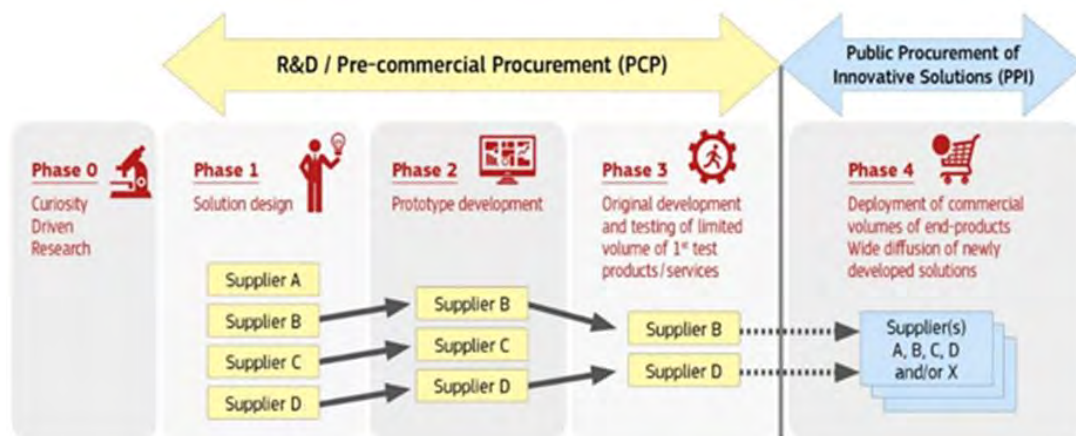 R&D / Pre-commercial Procurement (PCP)
Public Procurement of
Innovative Solutions (PPI)
Phase 0
Curiosity
Driven
Research
Phase 1
Solution design
Supplier A
Supplier B
Supplier C
Supplier D
Phase 2
Prototype development
Supplier B
Supplier C
Supplier D
Phase 3
Original development
and testing of limited
volume of 1st test
products/services
Supplier B
Supplier D
Phase 4
Deployment of commercial
volumes of end-products
Wide diffusion of newly
developed solutions
Supplier(s)
A, B, C, D
and/or X